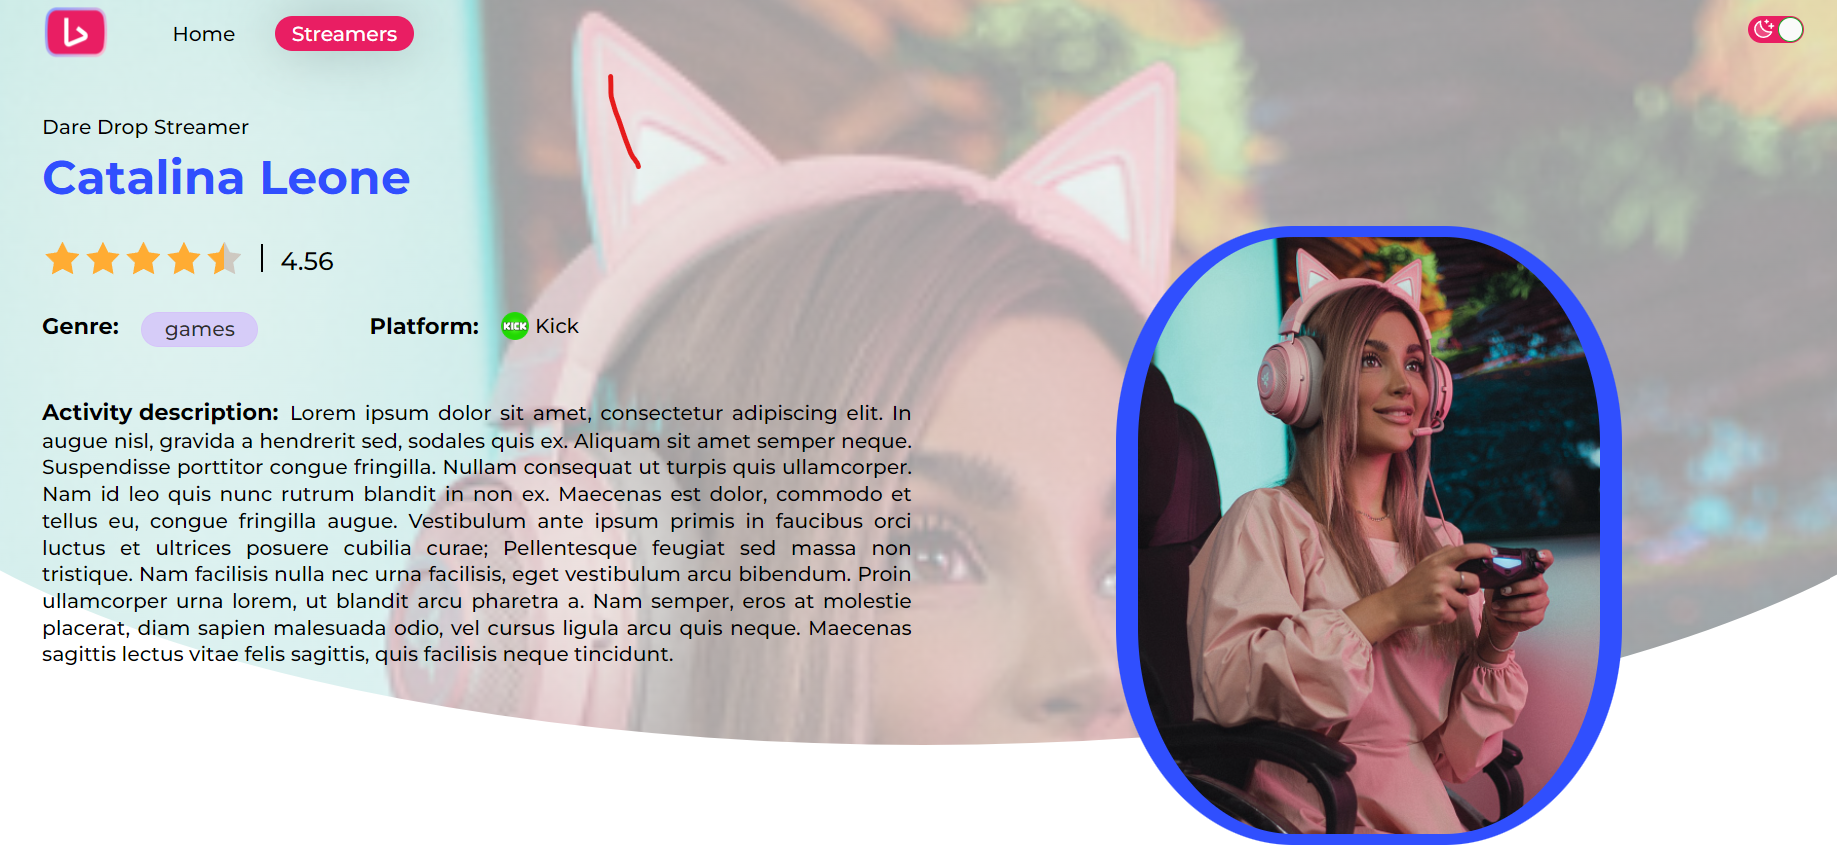 Home
Streamers
Dare Drop Streamer
Catalina Leone
4.56
Genre: games
Platform: KICK Kick
Activity description: Lorem ipsum dolor sit amet, consectetur adipiscing elit. In
augue nisl, gravida a hendrerit sed, sodales quis ex. Aliquam sit amet semper neque.
Suspendisse porttitor congue fringilla. Nullam consequat ut turpis quis ullamcorper.
Nam id leo quis nunc rutrum blandit in non ex. Maecenas est dolor, commodo et
tellus eu, congue fringilla augue. Vestibulum ante ipsum primis in faucibus orci
luctus et ultrices posuere cubilia curae; Pellentesque feugiat sed massa non
tristique. Nam facilisis nulla nec urna facilisis, eget vestibulum arcu bibendum. Proin
ullamcorper urna lorem, ut blandit arcu pharetra a. Nam semper, eros at molestie
placerat, diam sapien malesuada odio, vel cursus ligula arcu quis neque. Maecenas
sagittis lectus vitae felis sagittis, quis facilisis neque tincidunt.